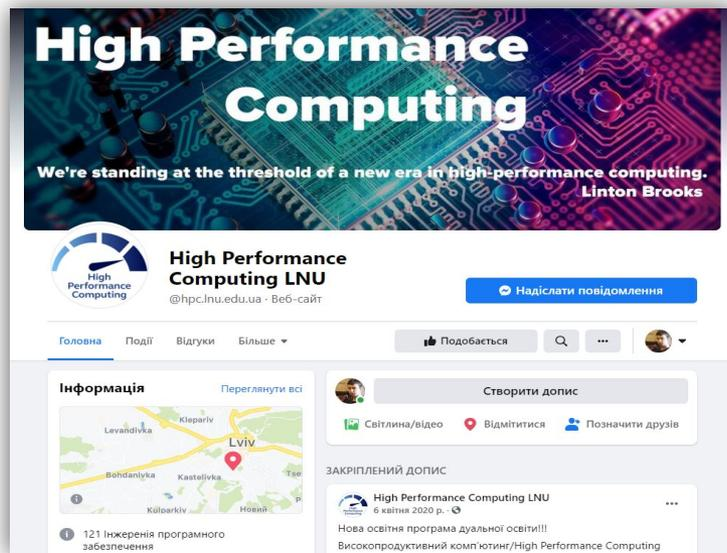 High Performance
Computing
We're standing at the threshold of a new era in high-performance computing.
Linton Brooks
High
Performance
Computing
High Performance
Computing LNU
@hpc.lnu.edu.ua · Веб-сайт
Надіслати повідомлення
Головна Події Відгуки Більше
Подобається
Інформація Переглянути всі
Klepariv
Levandivka
Lviv
Bohdanivka
Kastelivka
Tse
Kulparkiv
Новий
P
121 Інженерія програмного
забезпечення
Створити допис
Світлина/відео Відмітитися Позначити друзів
ЗАКРІПЛЕНИЙ ДОПИС
High Performance Computing LNU
6 квітня 2020 р. ·
Нова освітня програма дуальної освіти!!!
Високопродуктивний комп'ютинг/High Performance Computing